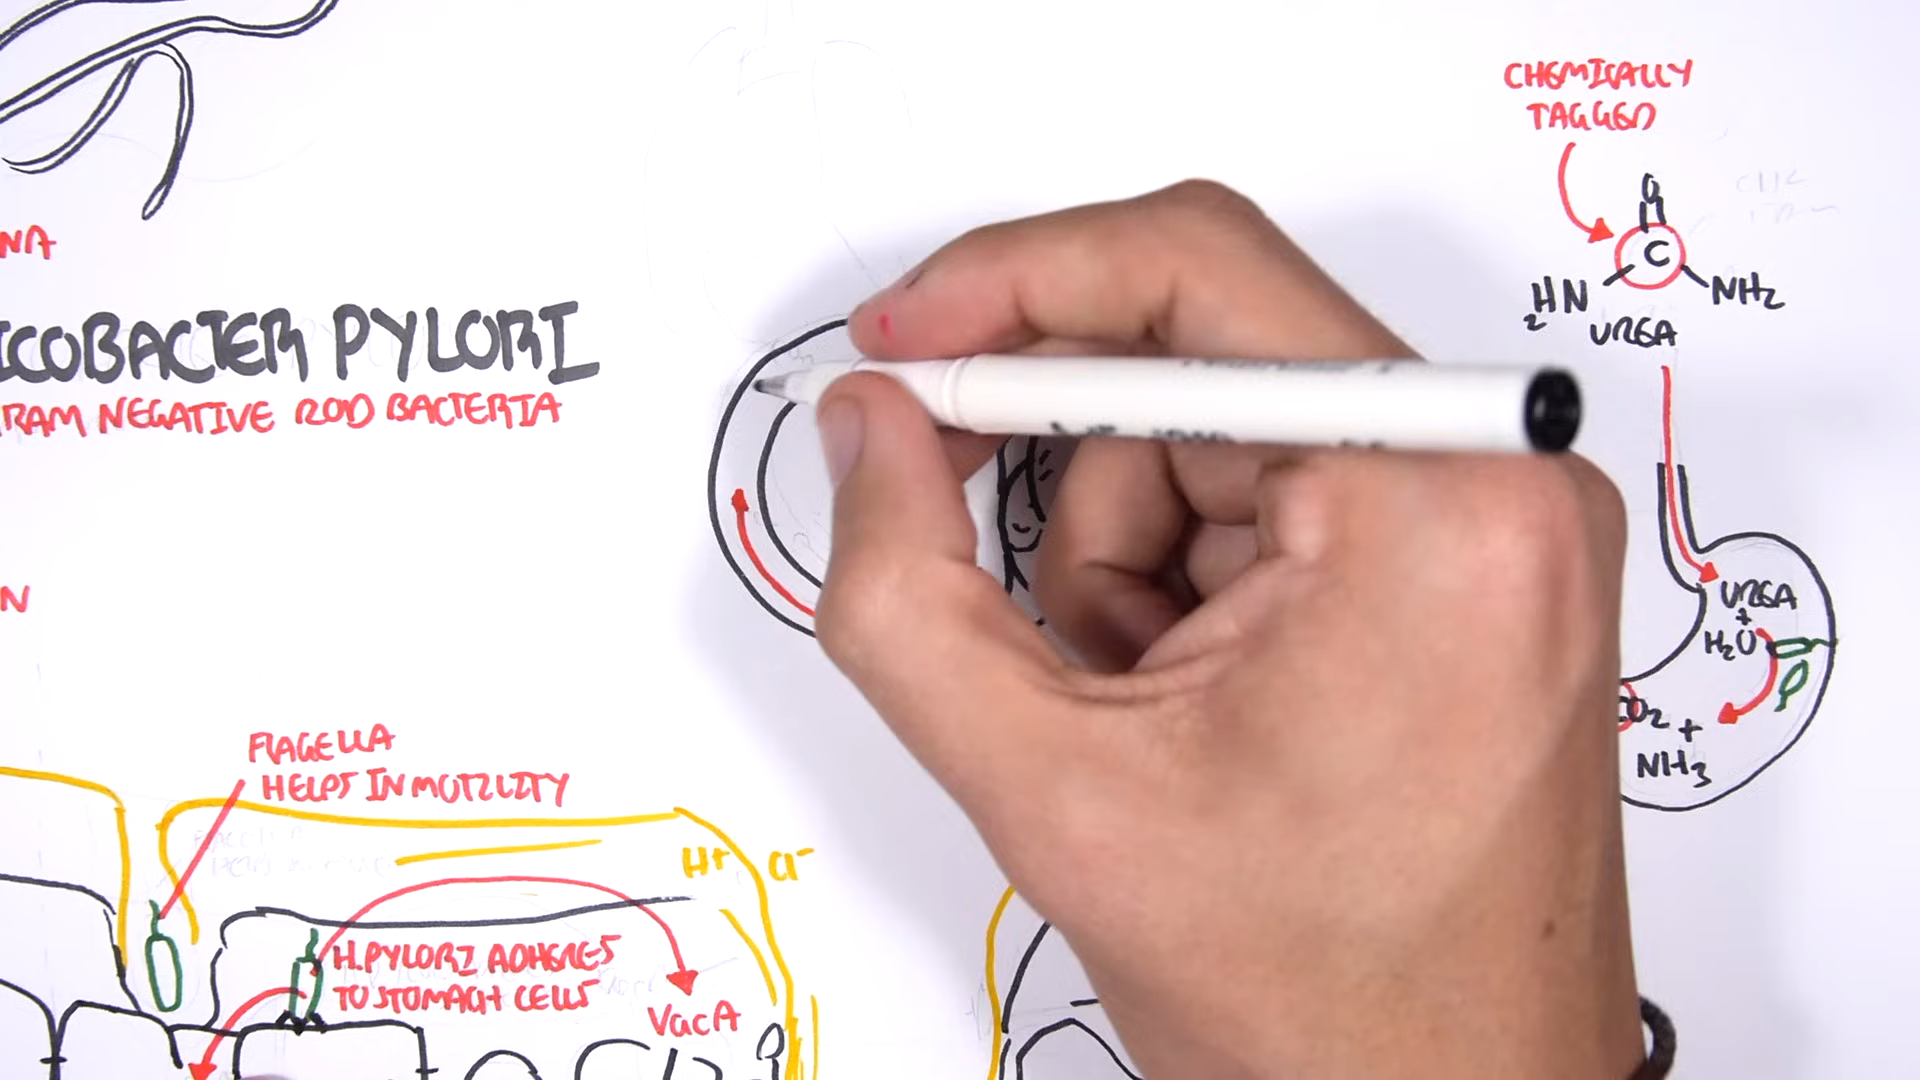 CHEMICALLY
TAGGED
O
C
H₂N
NH₂
UREA
NA
ICOBACTER PYLORI
RAM NEGATIVE ROD BACTERIA
N
UREA
+
H₂O
CO₂ +
NH₃
FLAGELLA
HELPS IN MOTILITY
H+
Cl-
H.PYLORI ADHERES
TO STOMACH CELLS
VacA